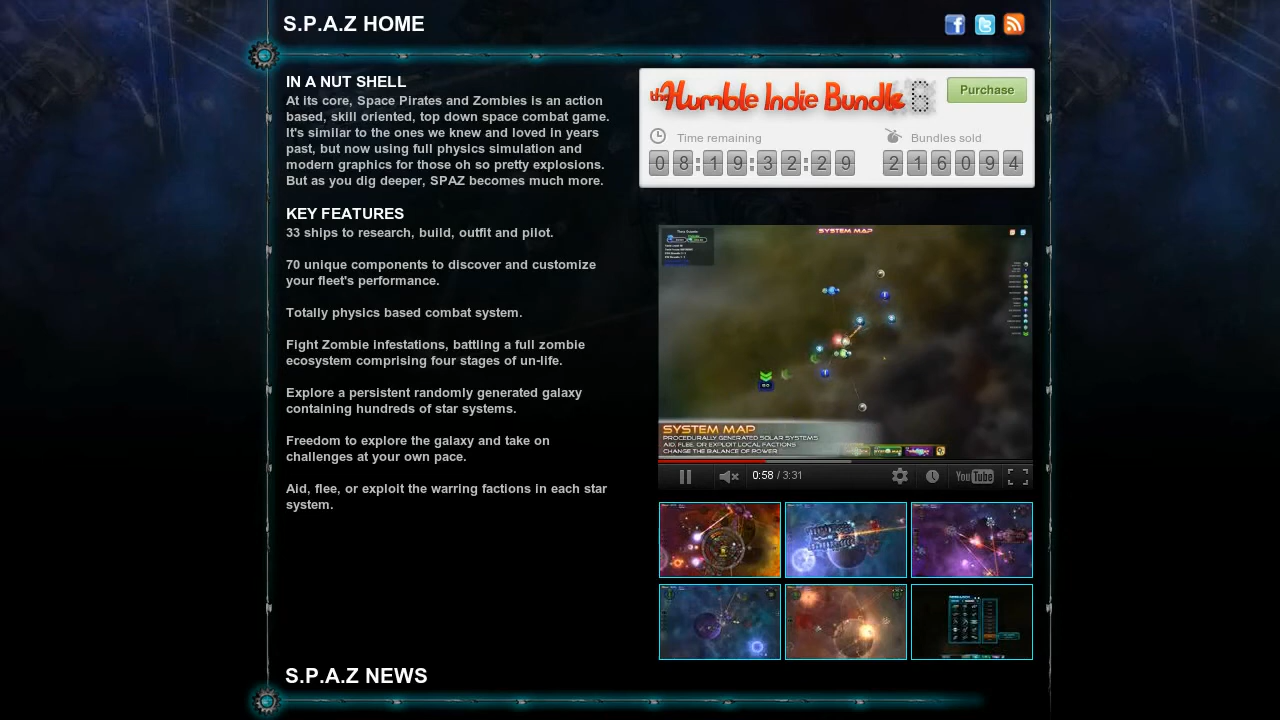 S.P.A.Z HOME
IN A NUT SHELL
At its core, Space Pirates and Zombies is an action
based, skill oriented, top down space combat game.
It's similar to the ones we knew and loved in years
past, but now using full physics simulation and
modern graphics for those oh so pretty explosions.
But as you dig deeper, SPAZ becomes much more.
KEY FEATURES
33 ships to research, build, outfit and pilot.
70 unique components to discover and customize
your fleet's performance.
Totally physics based combat system.
Fight Zombie infestations, battling a full zombie
ecosystem comprising four stages of un-life.
Explore a persistent randomly generated galaxy
containing hundreds of star systems.
Freedom to explore the galaxy and take on
challenges at your own pace.
Aid, flee, or exploit the warring factions in each star
system.
the Humble Indie Bundle 6
Purchase
Time remaining
Bundles sold
08:19:32:29
216094
SYSTEM MAP
SYSTEM MAP
PROCEDURALLY GENERATED SOLAR SYSTEMS
AID, FLEE, OR EXPLOIT LOCAL FACTIONS
CHANGE THE BALANCE OF POWER
0:58 / 3:31
YouTube
S.P.A.Z NEWS